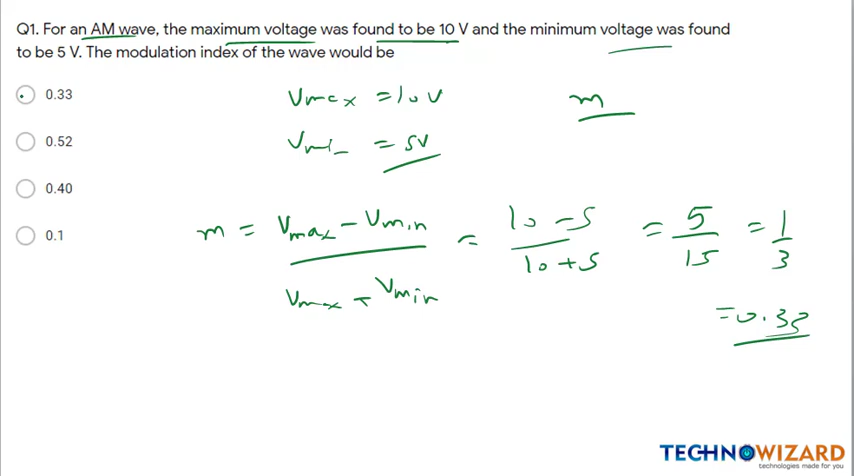 Q1. For an AM wave, the maximum voltage was found to be 10 V and the minimum voltage was found
to be 5 V. The modulation index of the wave would be
0.33
0.52
0.40
0.1
Vmax = 10V
m
Vmi_ = 5V
m = Vmax - Vmin / Vmax + Vmin = 10 - 5 / 10 + 5 = 5 / 15 = 1 / 3
= 0.33
TECHNOWIZARD
technologies made for you